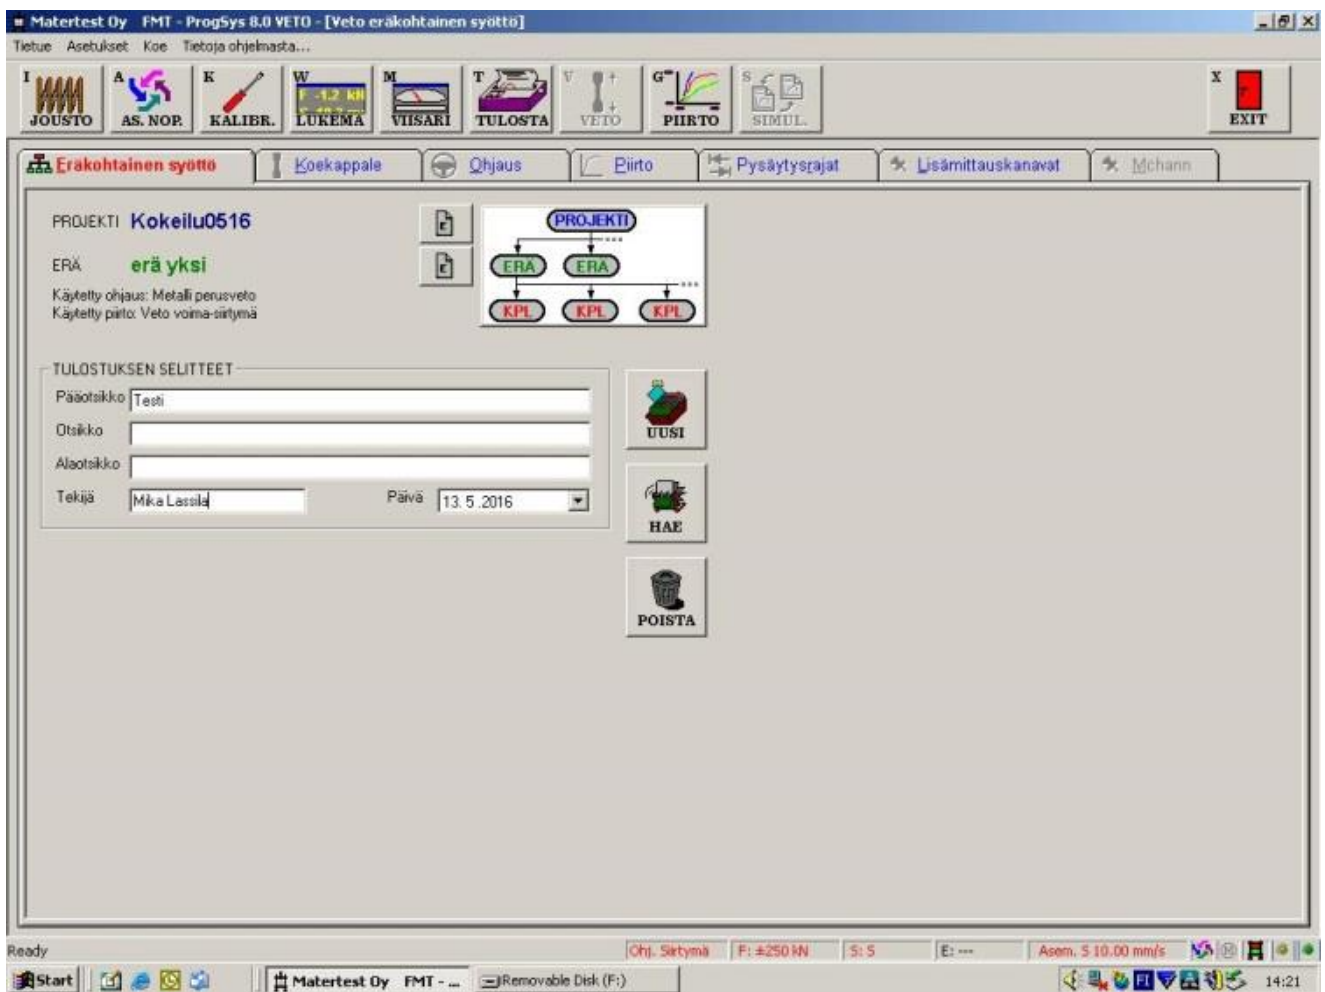 Matertest Oy FMT - ProgSys 8.0 VETO - [Veto eräkohtainen syöttö]
Tietue Asetukset Koe Tietoja ohjelmasta...
I JOUSTO
A AS. NOP.
K KALIBR.
W F -1.2 kN LUKEMA
M VIISARI
T TULOSTA
V VETO
G PIIRTO
S SIMUL.
X EXIT
Eräkohtainen syöttö Koekappale Ohjaus Piirto Pysäytysrajat Lisämittauskanavat Mchann
PROJEKTI Kokeilu0516
ERÄ erä yksi
Käytetty ohjaus: Metalli perusveto
Käytetty piirto: Veto voima-siirtymä
PROJEKTI
ERÄ ERÄ
KPL KPL KPL
TULOSTUKSEN SELITTEET
Pääotsikko Testi
Otsikko
Alaotsikko
Tekijä Mika Lassila Päivä 13. 5 .2016
UUSI
HAE
POISTA
Ready Ohj. Siirtymä F: ±250 kN S: S E: --- Asem. S 10.00 mm/s
Start Matertest Oy FMT - ... Removable Disk (F:) FI 14:21